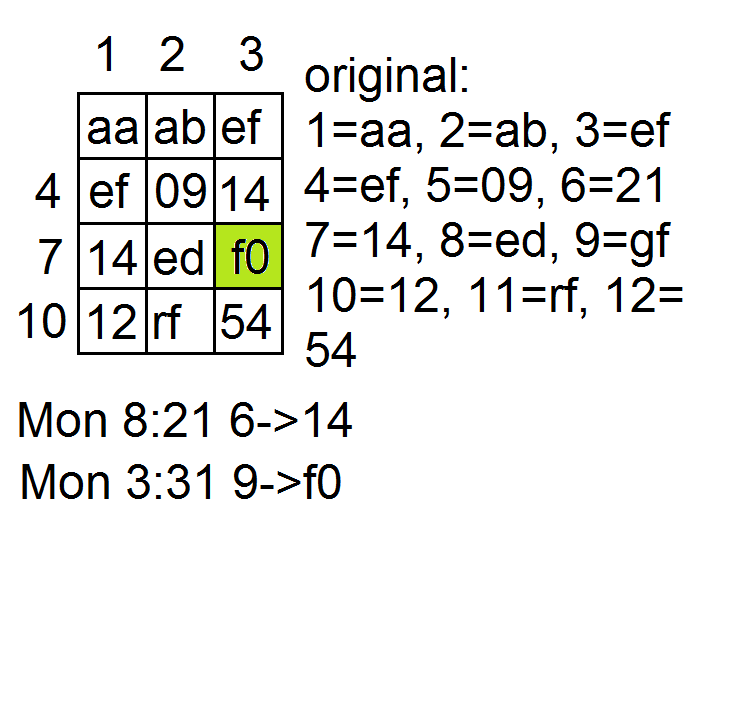 1 2 3
aa ab ef
4 ef 09 14
7 14 ed f0
10 12 rf 54
original:
1=aa, 2=ab, 3=ef
4=ef, 5=09, 6=21
7=14, 8=ed, 9=gf
10=12, 11=rf, 12=
54
Mon 8:21 6->14
Mon 3:31 9->f0